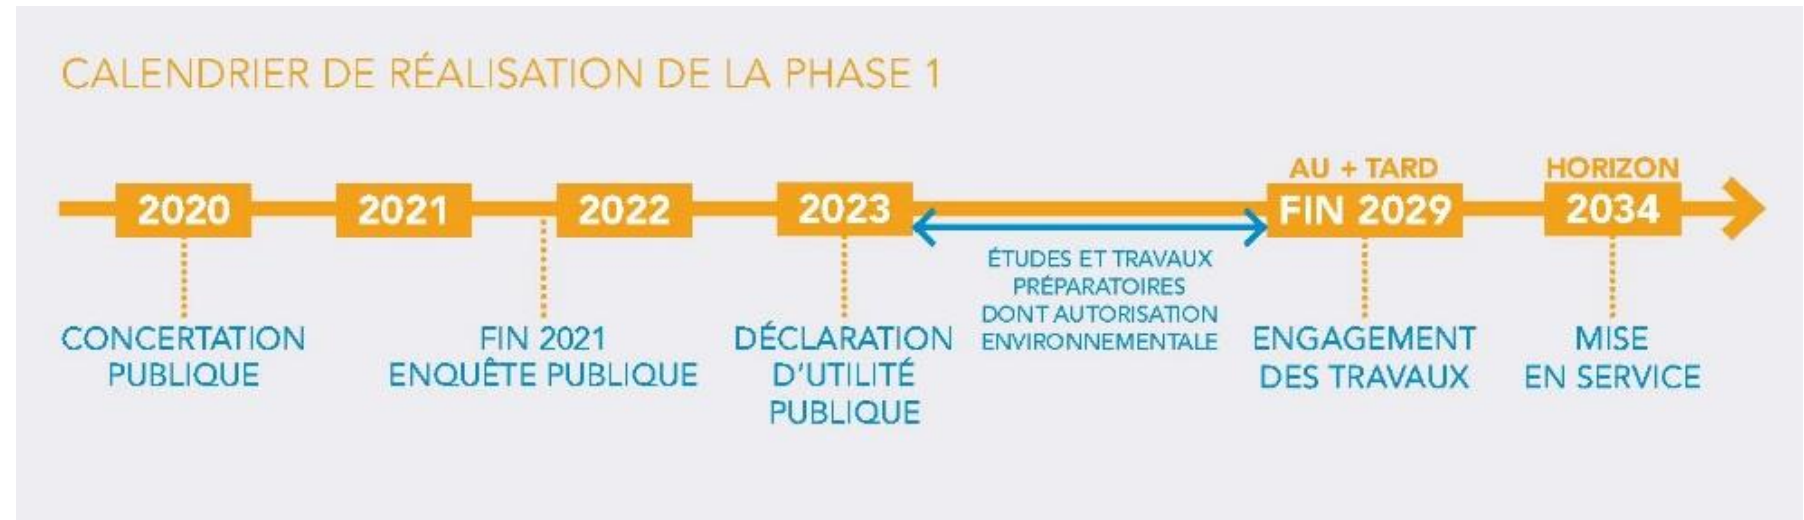 CALENDRIER DE RÉALISATION DE LA PHASE 1
AU + TARD
HORIZON
2020
2021
2022
2023
FIN 2029
2034
ÉTUDES ET TRAVAUX
PRÉPARATOIRES
DONT AUTORISATION
ENVIRONNEMENTALE
CONCERTATION
PUBLIQUE
FIN 2021
ENQUÊTE PUBLIQUE
DÉCLARATION
D'UTILITÉ
PUBLIQUE
ENGAGEMENT
DES TRAVAUX
MISE
EN SERVICE